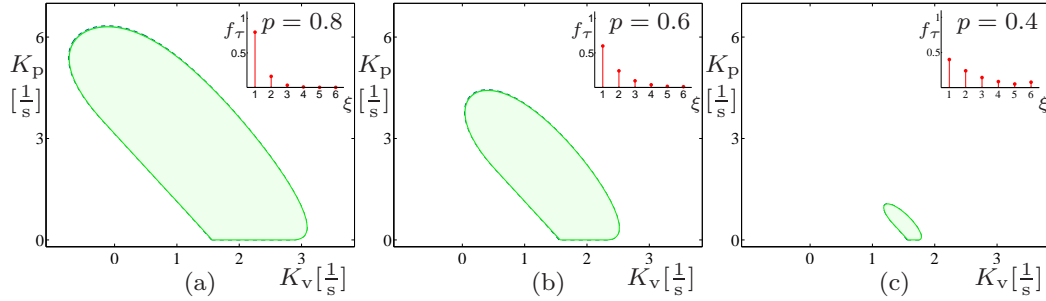 6
3
0
K_p
[1/s]
0
1
2
3
K_v[1/s]
(a)
p = 0.8
f_τ
1
0.5
1 2 3 4 5 6
ξ
6
3
0
K_p
[1/s]
0
1
2
3
K_v[1/s]
(b)
p = 0.6
f_τ
1
0.5
1 2 3 4 5 6
ξ
6
3
0
K_p
[1/s]
0
1
2
3
K_v[1/s]
(c)
p = 0.4
f_τ
1
0.5
1 2 3 4 5 6
ξ